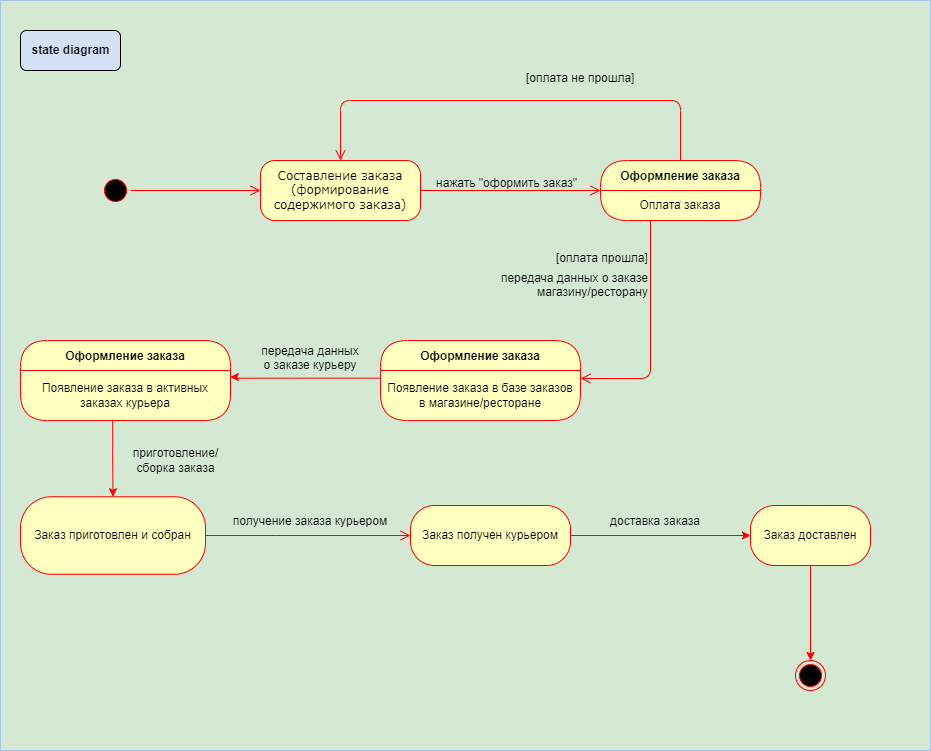 state diagram
[оплата не прошла]
Составление заказа
(формирование
содержимого заказа)
нажать "оформить заказ"
Оформление заказа
Оплата заказа
[оплата прошла]
передача данных о заказе
магазину/ресторану
Оформление заказа
Появление заказа в активных
заказах курьера
передача данных
о заказе курьеру
Оформление заказа
Появление заказа в базе заказов
в магазине/ресторане
приготовление/
сборка заказа
Заказ приготовлен и собран
получение заказа курьером
Заказ получен курьером
доставка заказа
Заказ доставлен